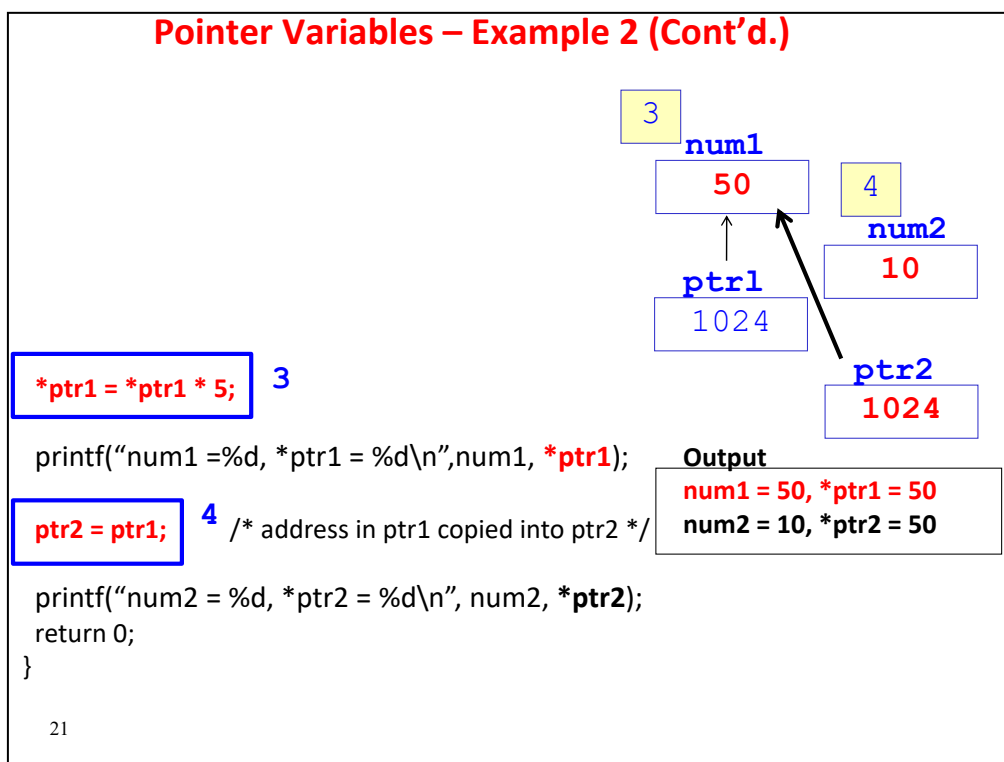 Pointer Variables – Example 2 (Cont’d.)
3
num1
50
4
num2
10
ptr1
1024
ptr2
1024
*ptr1 = *ptr1 * 5; 3
printf(“num1 =%d, *ptr1 = %d\n”,num1, *ptr1);
Output
num1 = 50, *ptr1 = 50
num2 = 10, *ptr2 = 50
ptr2 = ptr1; 4 /* address in ptr1 copied into ptr2 */
printf(“num2 = %d, *ptr2 = %d\n”, num2, *ptr2);
return 0;
}
21